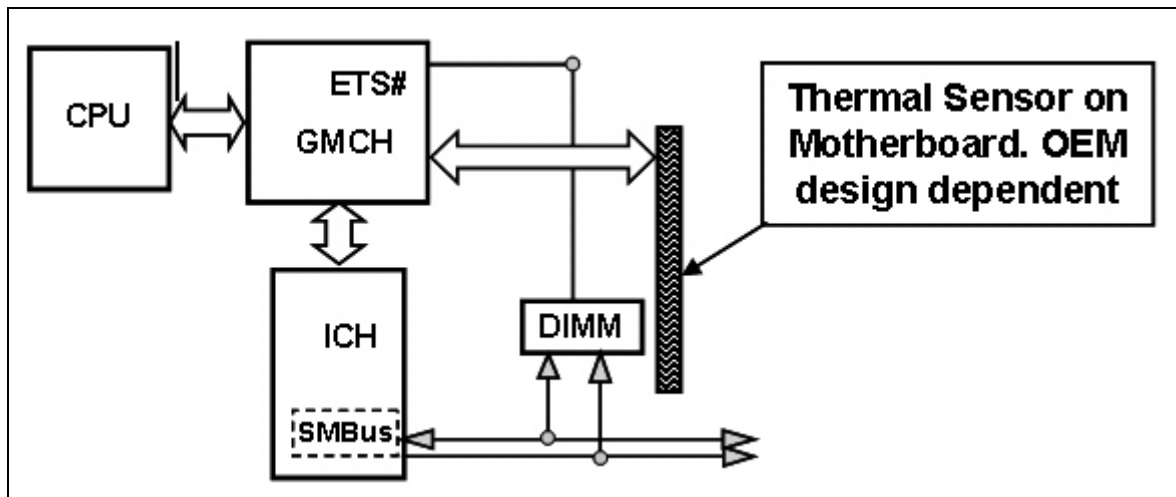 CPU
ETS#
GMCH
Thermal Sensor on
Motherboard. OEM
design dependent
ICH
DIMM
SMBus